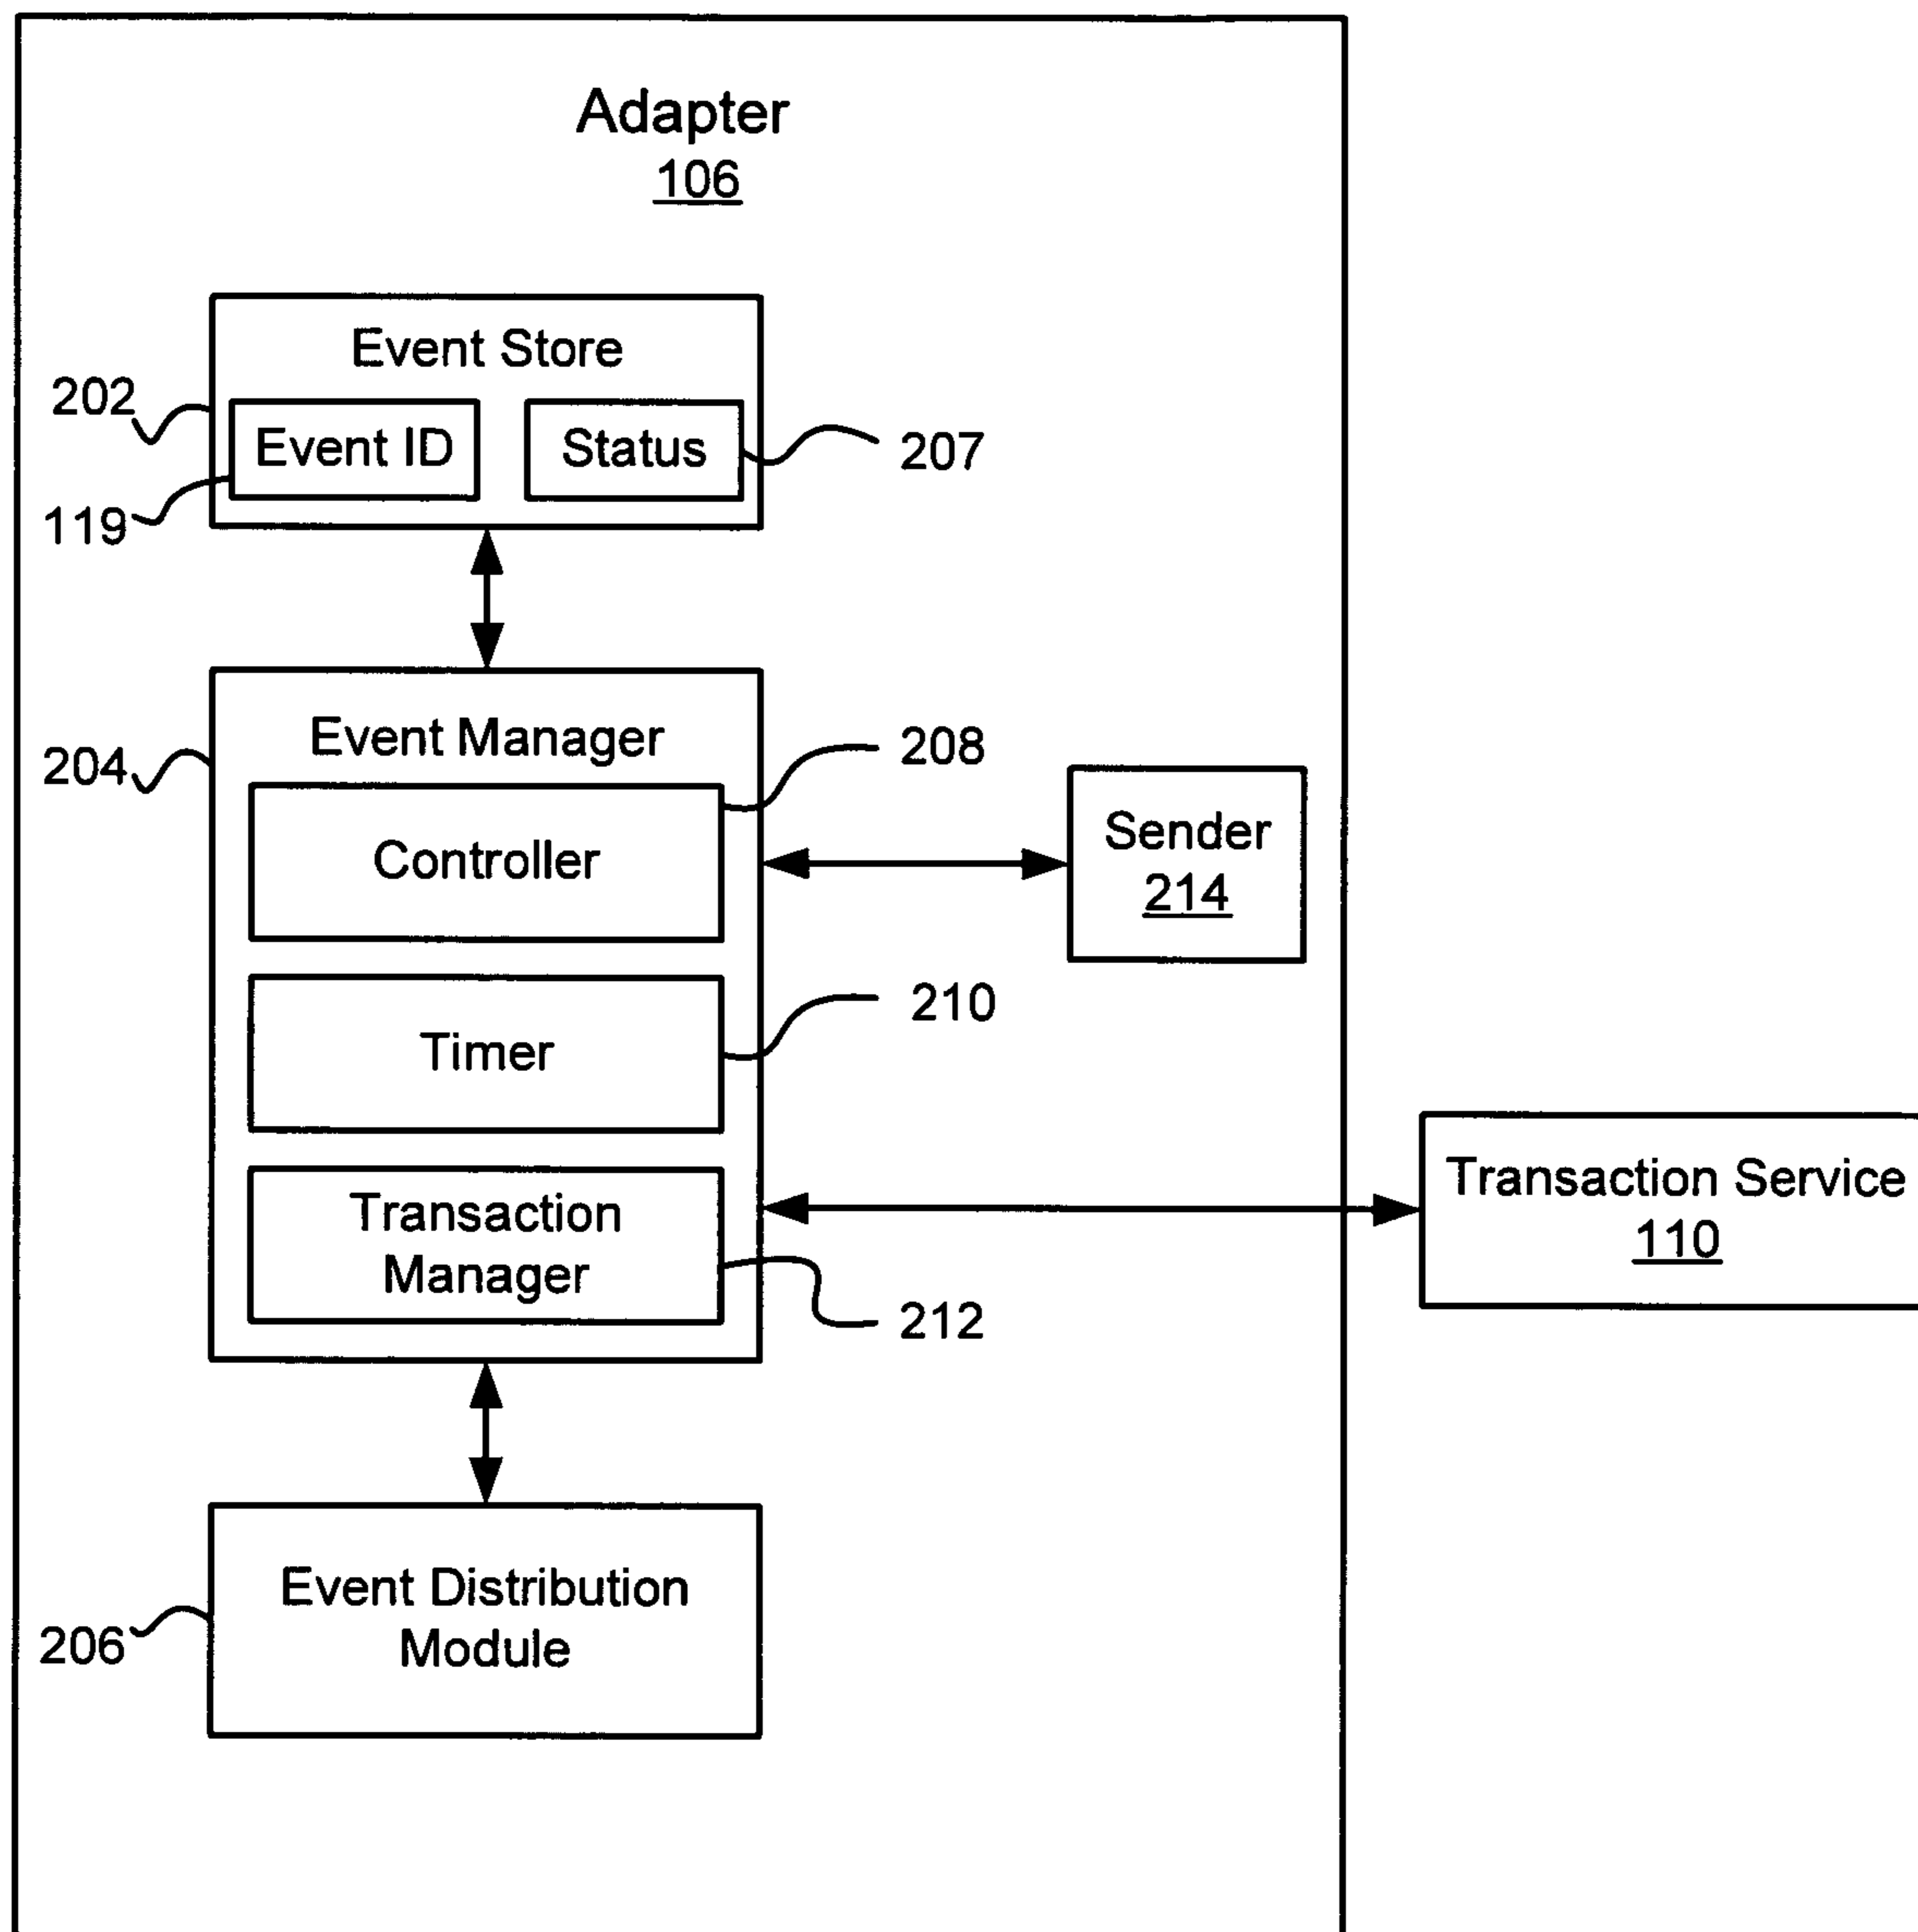 Adapter
106
Event Store
202
Event ID
Status
207
119
Event Manager
204
208
Controller
Sender
214
210
Timer
Transaction
Manager
212
Transaction Service
110
Event Distribution
Module
206